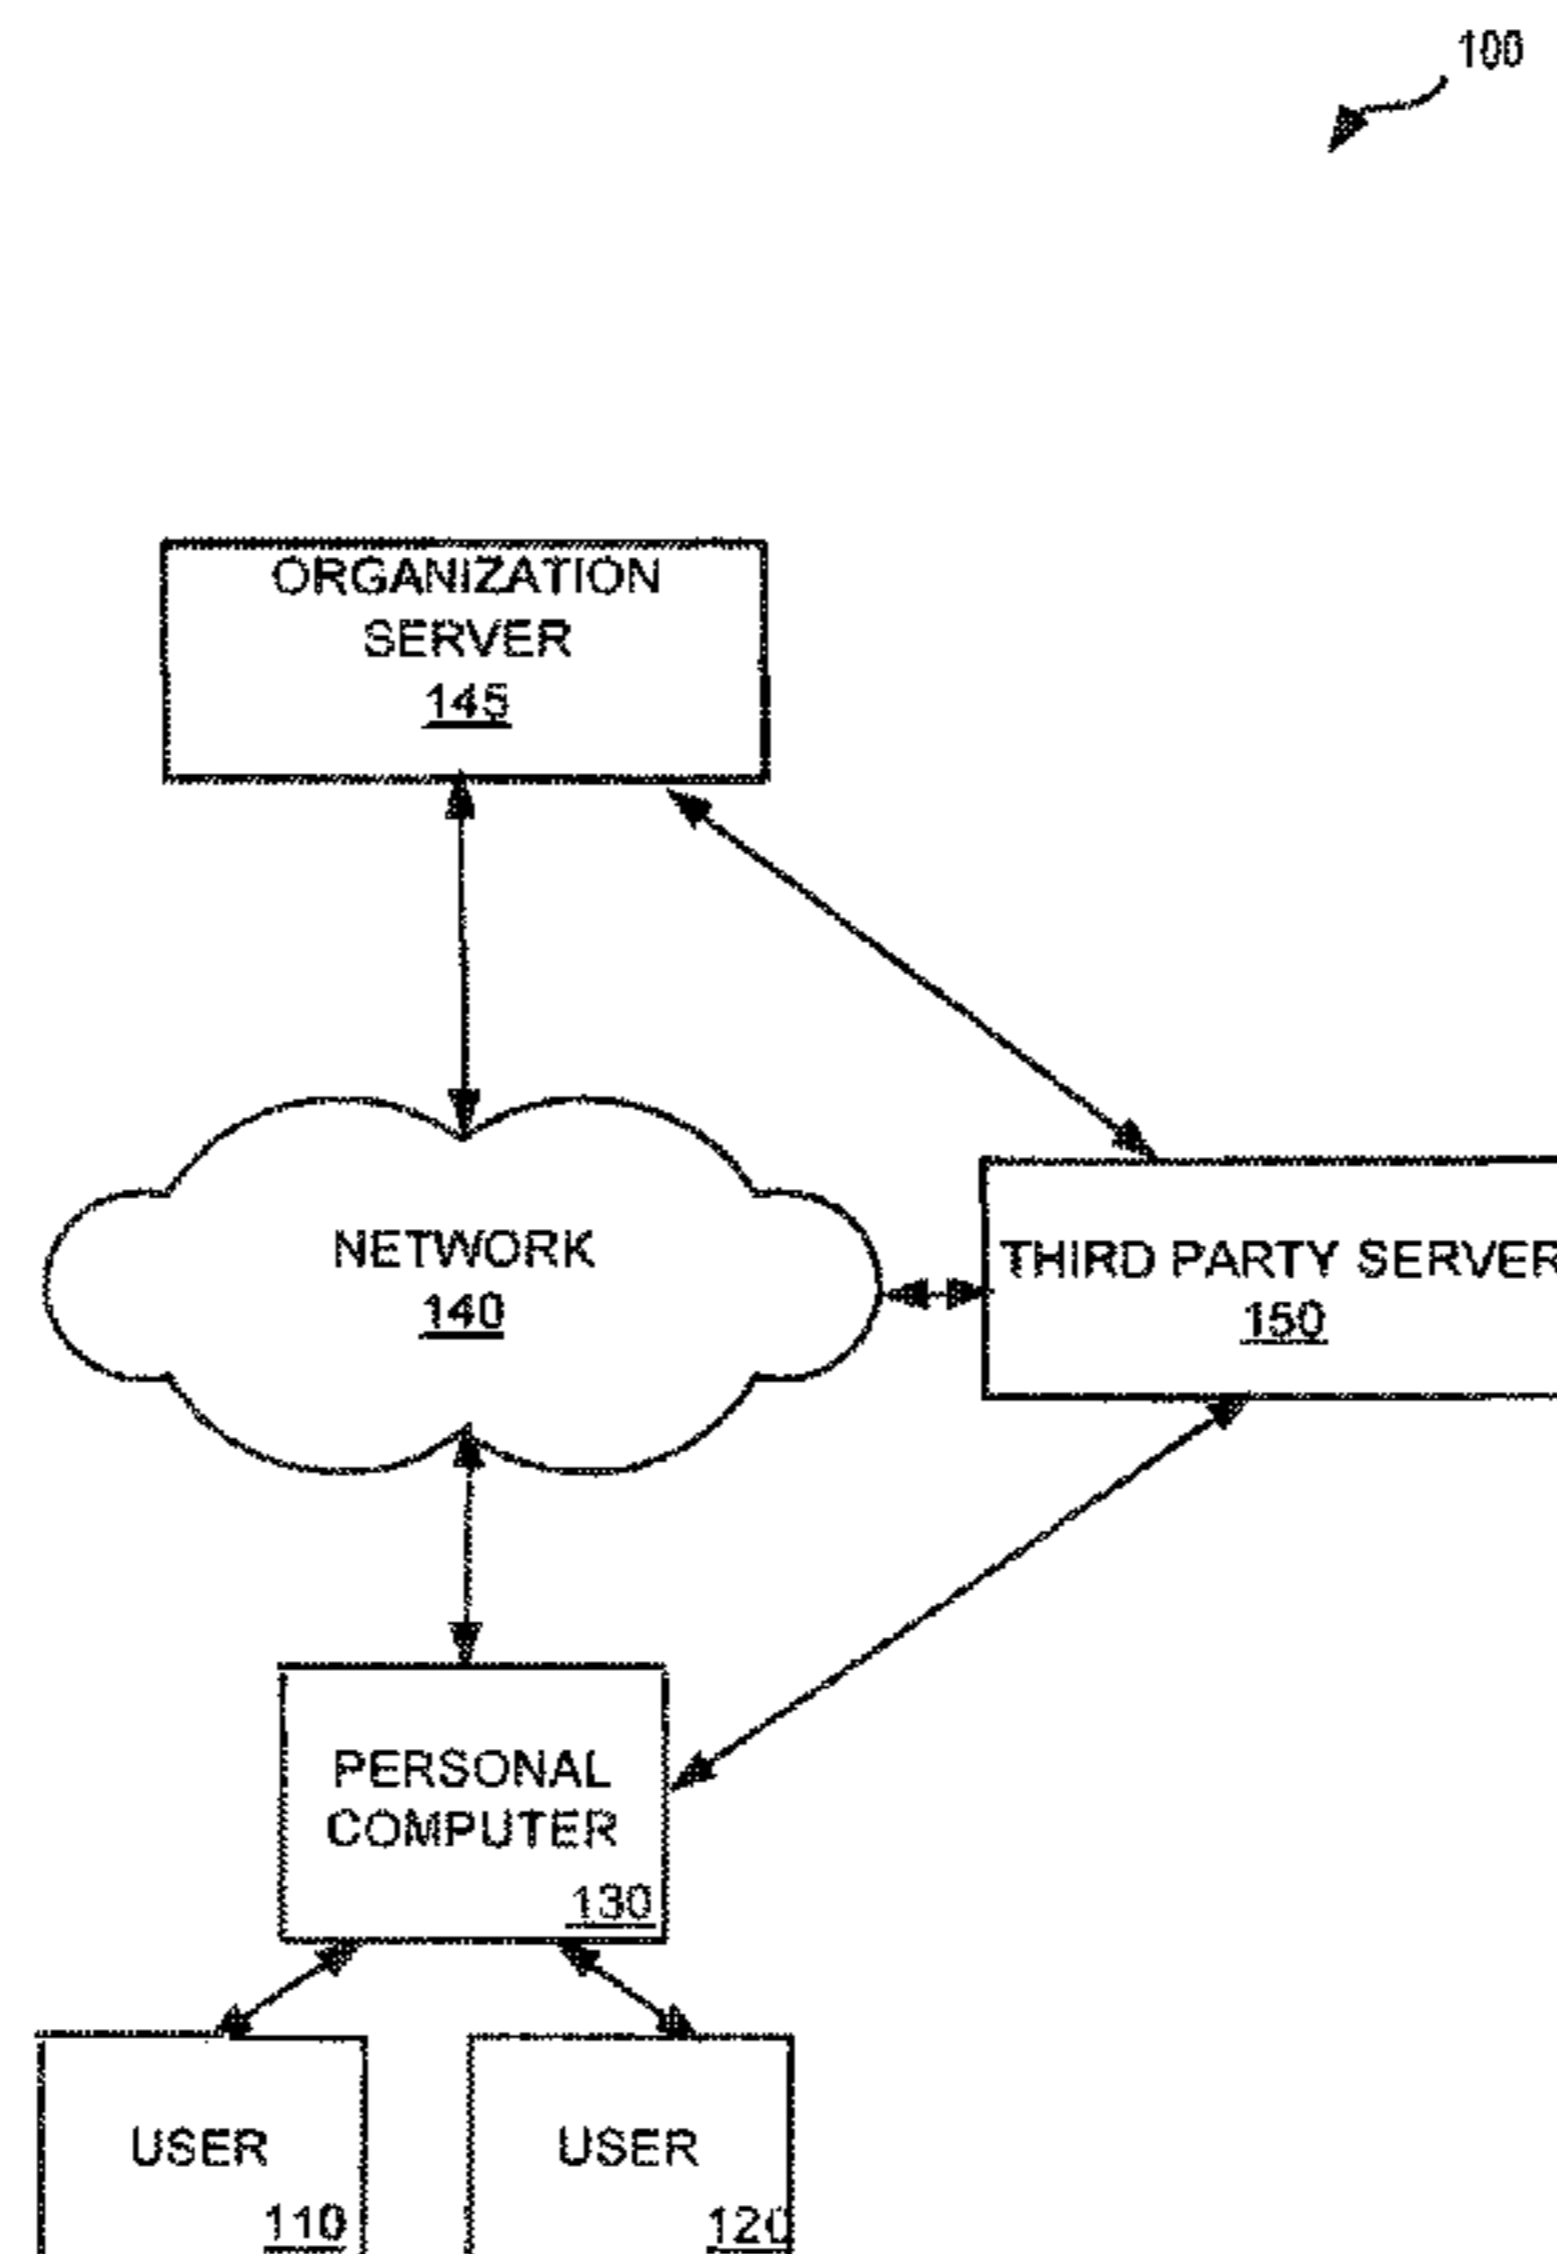 100
ORGANIZATION
SERVER
145
NETWORK
140
THIRD PARTY SERVER
150
PERSONAL
COMPUTER
130
USER
110
USER
120